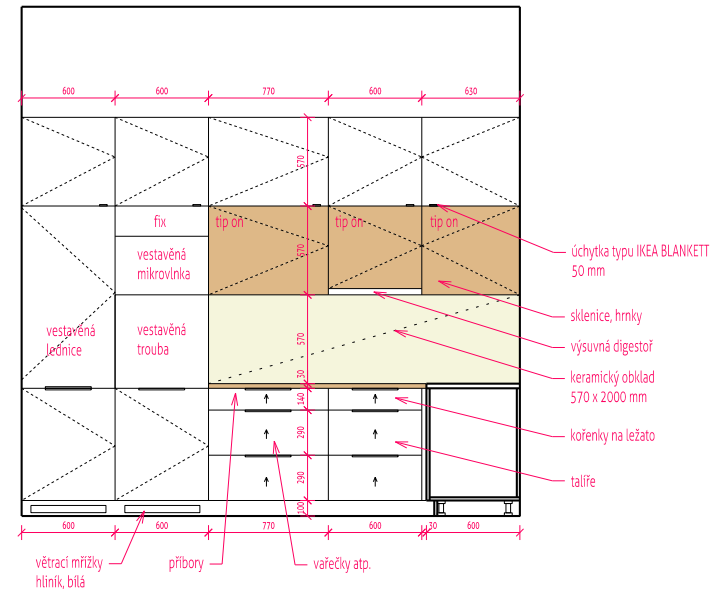 600 600 770 600 630
570
fix
tip on tip on tip on
vestavěná
mikrovlnka
570
úchytka typu IKEA BLANKETT
50 mm
sklenice, hrnky
vestavěná
lednice
vestavěná
trouba
570
výsuvná digestoř
30
keramický obklad
570 x 2000 mm
140
290
kořenky na ležato
290
talíře
100
600 600 770 600 30 600
větrací mřížky
hliník, bílá
příbory
vařečky atp.